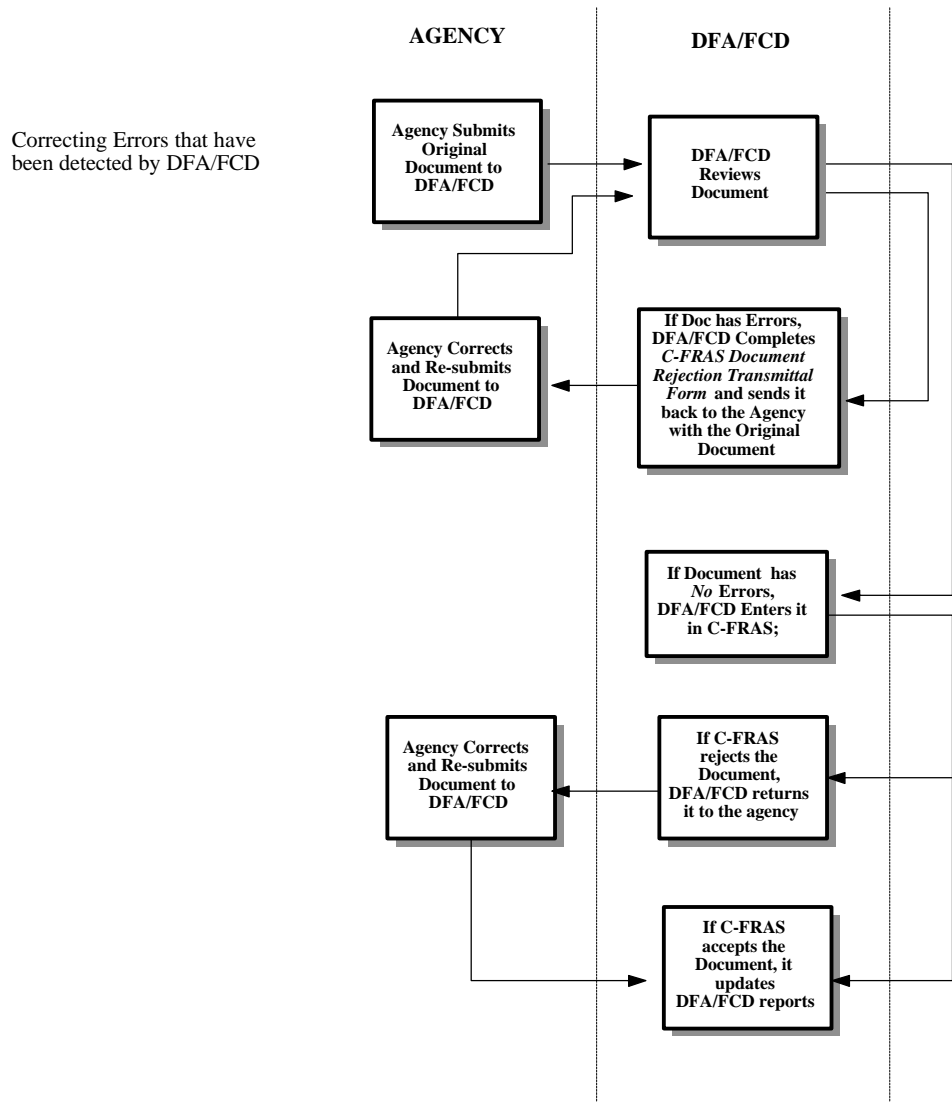 AGENCY
DFA/FCD
Correcting Errors that have
been detected by DFA/FCD
Agency Submits
Original
Document to
DFA/FCD
DFA/FCD
Reviews
Document
Agency Corrects
and Re-submits
Document to
DFA/FCD
If Doc has Errors,
DFA/FCD Completes
C-FRAS Document
Rejection Transmittal
Form and sends it
back to the Agency
with the Original
Document
If Document has
No Errors,
DFA/FCD Enters it
in C-FRAS;
Agency Corrects
and Re-submits
Document to
DFA/FCD
If C-FRAS
rejects the
Document,
DFA/FCD returns
it to the agency
If C-FRAS
accepts the
Document, it
updates
DFA/FCD reports